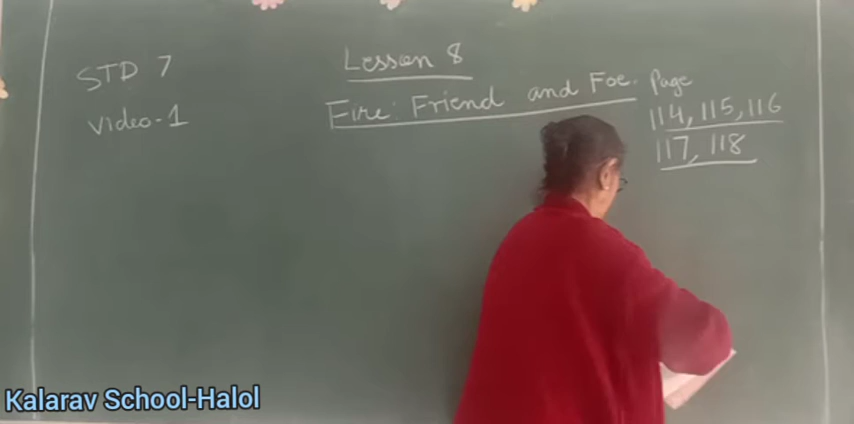 STD 7
Video-1
Lesson 8
Fire: Friend and Foe.
Page
114, 115, 116
117, 118
Kalarav School-Halol